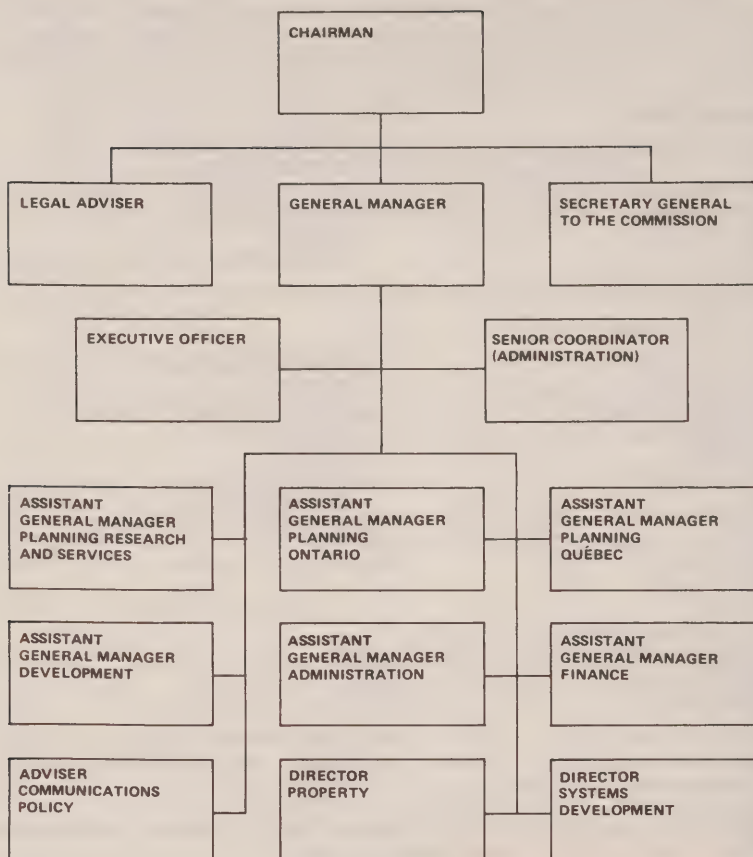 CHAIRMAN
LEGAL ADVISER
GENERAL MANAGER
SECRETARY GENERAL
TO THE COMMISSION
EXECUTIVE OFFICER
SENIOR COORDINATOR
(ADMINISTRATION)
ASSISTANT
GENERAL MANAGER
PLANNING RESEARCH
AND SERVICES
ASSISTANT
GENERAL MANAGER
PLANNING
ONTARIO
ASSISTANT
GENERAL MANAGER
PLANNING
QUÉBEC
ASSISTANT
GENERAL MANAGER
DEVELOPMENT
ASSISTANT
GENERAL MANAGER
ADMINISTRATION
ASSISTANT
GENERAL MANAGER
FINANCE
ADVISER
COMMUNICATIONS
POLICY
DIRECTOR
PROPERTY
DIRECTOR
SYSTEMS
DEVELOPMENT